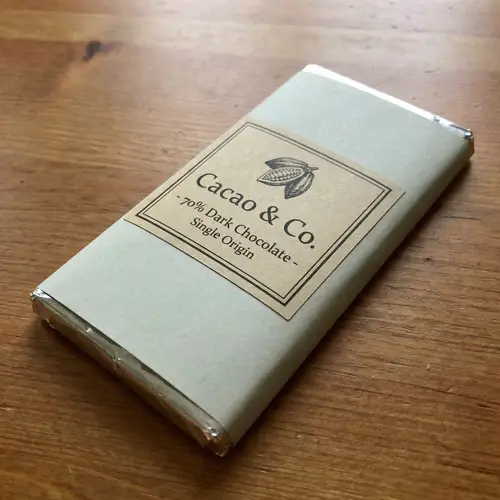 Cacao & Co.
- 70% Dark Chocolate -
Single Origin